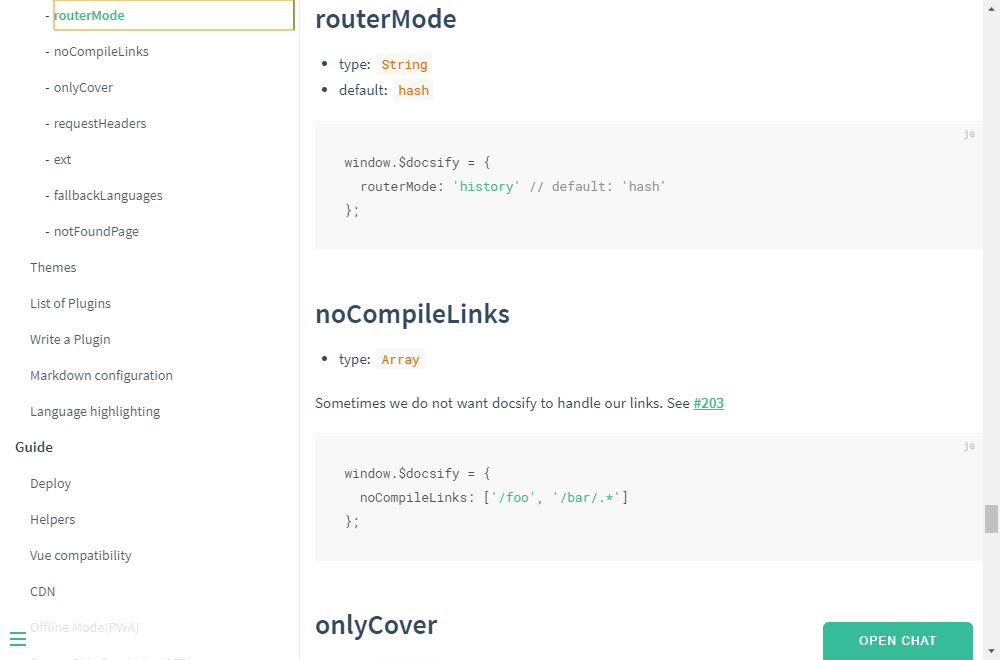 - routerMode
- noCompileLinks
- onlyCover
- requestHeaders
- ext
- fallbackLanguages
- notFoundPage
Themes
List of Plugins
Write a Plugin
Markdown configuration
Language highlighting
Guide
Deploy
Helpers
Vue compatibility
CDN
Offline Mode(PWA)
routerMode
• type: String
• default: hash
js
window.$docsify = {
  routerMode: 'history' // default: 'hash'
};
noCompileLinks
• type: Array
Sometimes we do not want docsify to handle our links. See #203
js
window.$docsify = {
  noCompileLinks: ['/foo', '/bar/.*']
};
onlyCover
OPEN CHAT